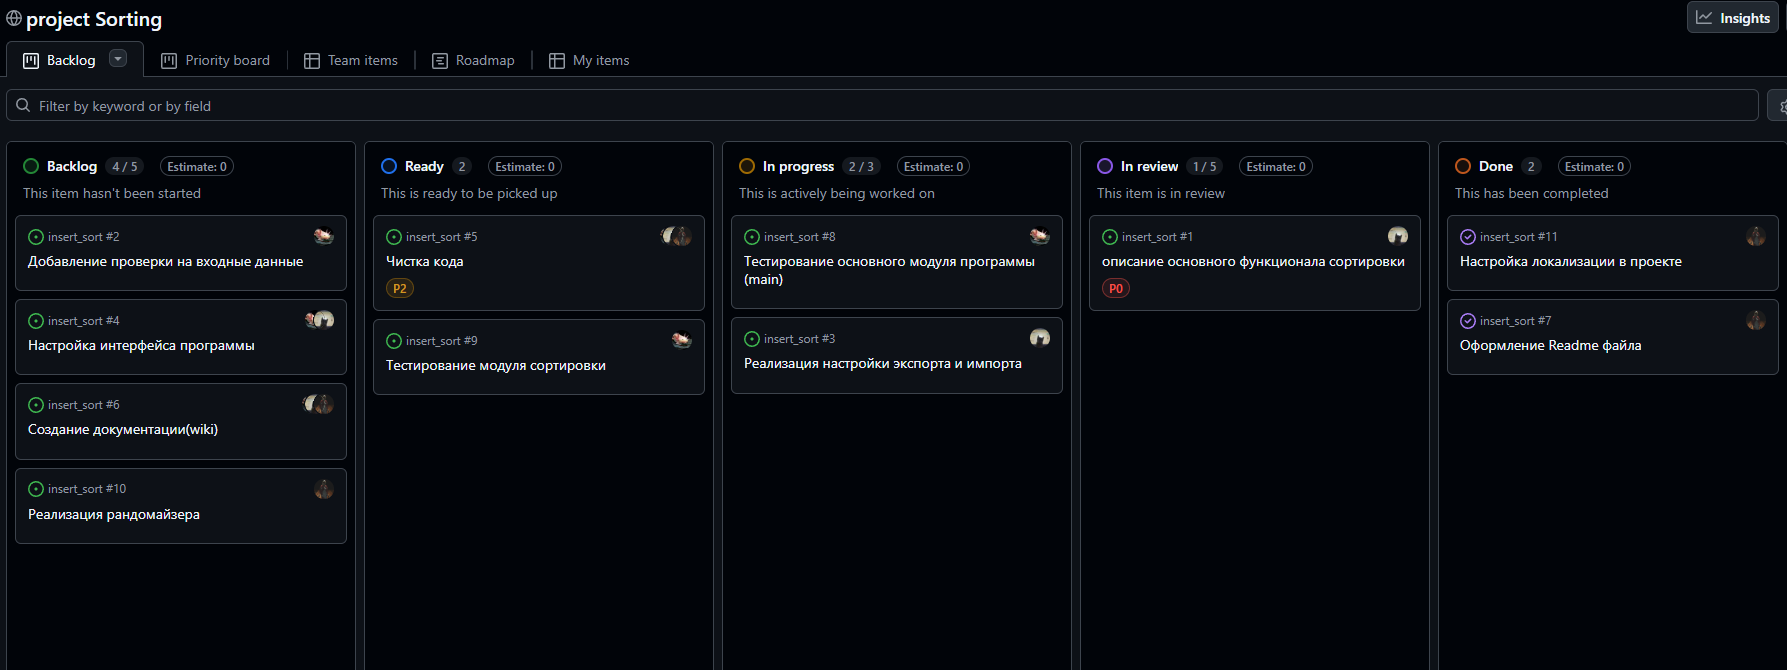 project Sorting
Insights
Backlog
Priority board
Team items
Roadmap
My items
Filter by keyword or by field
Backlog 4 / 5 Estimate: 0
This item hasn't been started
insert_sort #2
Добавление проверки на входные данные
insert_sort #4
Настройка интерфейса программы
insert_sort #6
Создание документации(wiki)
insert_sort #10
Реализация рандомайзера
Ready 2 Estimate: 0
This is ready to be picked up
insert_sort #5
Чистка кода
P2
insert_sort #9
Тестирование модуля сортировки
In progress 2 / 3 Estimate: 0
This is actively being worked on
insert_sort #8
Тестирование основного модуля программы
(main)
insert_sort #3
Реализация настройки экспорта и импорта
In review 1 / 5 Estimate: 0
This item is in review
insert_sort #1
описание основного функционала сортировки
P0
Done 2 Estimate: 0
This has been completed
insert_sort #11
Настройка локализации в проекте
insert_sort #7
Оформление Readme файла